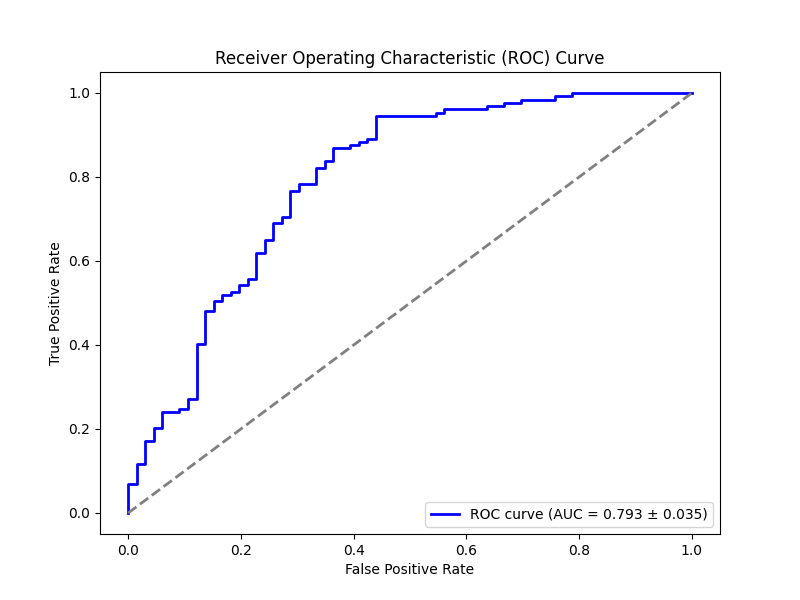 Receiver Operating Characteristic (ROC) Curve
True Positive Rate
1.0
0.8
0.6
0.4
0.2
0.0
ROC curve (AUC = 0.793 ± 0.035)
0.0 0.2 0.4 0.6 0.8 1.0
False Positive Rate